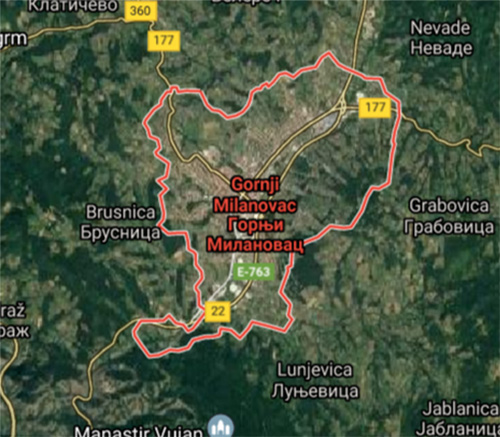 Клатичево
360
177
grm
Nevade
Неваде
177
Gornji
Milanovac
Горњи
Милановац
Brusnica
Брусница
Grabovica
Грабовица
E-763
22
Lunjevica
Луњевица
Jablanica
Јабланица
Manastir Vujan